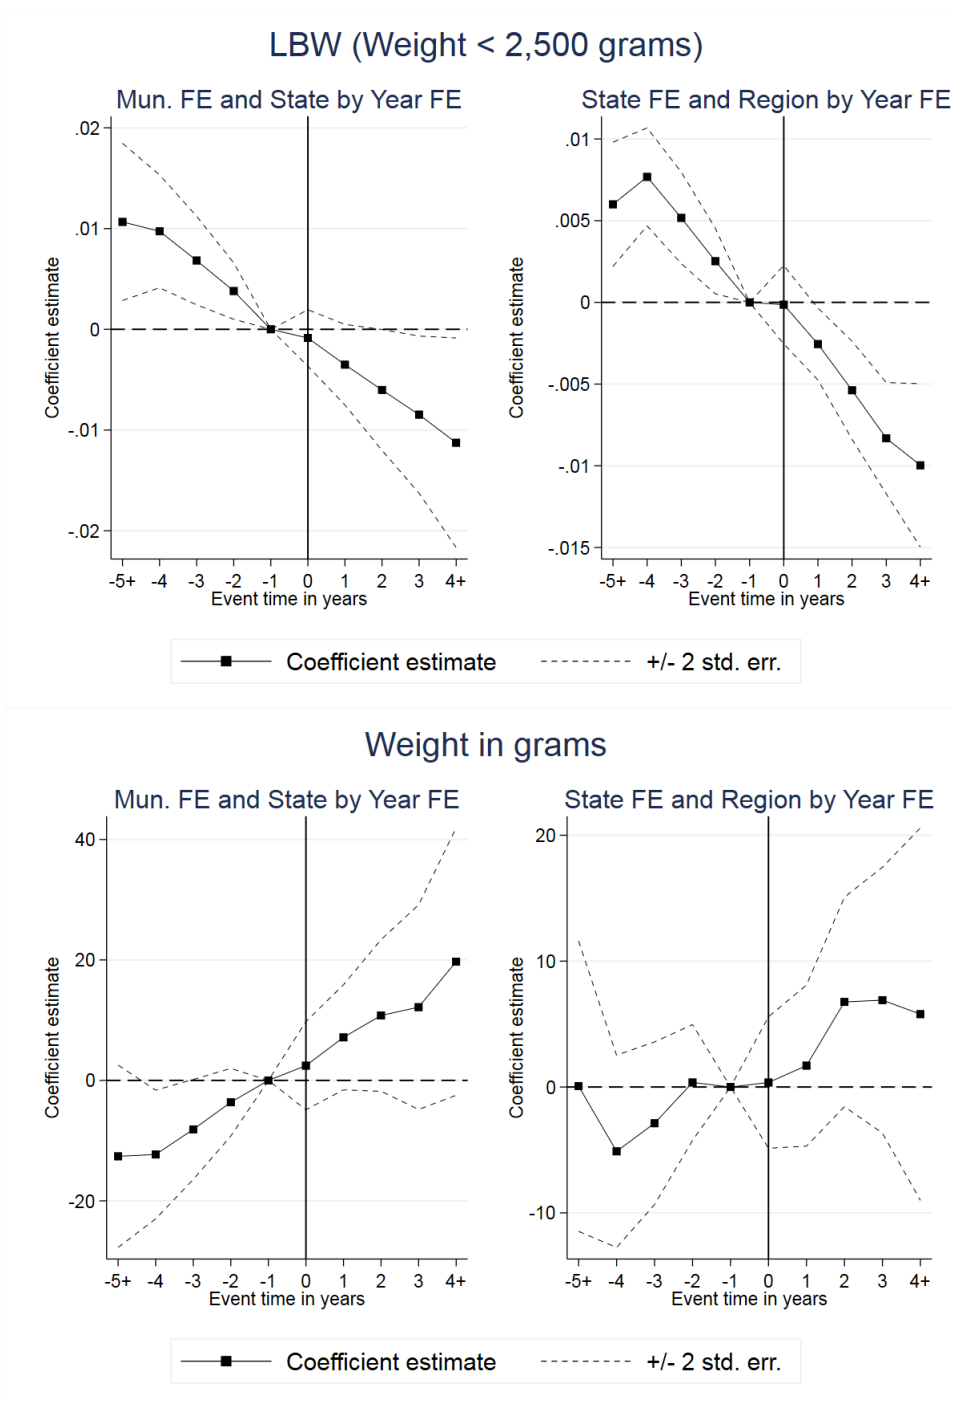 LBW (Weight < 2,500 grams)
Mun. FE and State by Year FE
Coefficient estimate
.02
.01
0
-.01
-.02
-5+ -4 -3 -2 -1 0 1 2 3 4+
Event time in years
State FE and Region by Year FE
Coefficient estimate
.01
.005
0
-.005
-.01
-.015
-5+ -4 -3 -2 -1 0 1 2 3 4+
Event time in years
Coefficient estimate +/- 2 std. err.
Weight in grams
Mun. FE and State by Year FE
Coefficient estimate
40
20
0
-20
-5+ -4 -3 -2 -1 0 1 2 3 4+
Event time in years
State FE and Region by Year FE
Coefficient estimate
20
10
0
-10
-5+ -4 -3 -2 -1 0 1 2 3 4+
Event time in years
Coefficient estimate +/- 2 std. err.